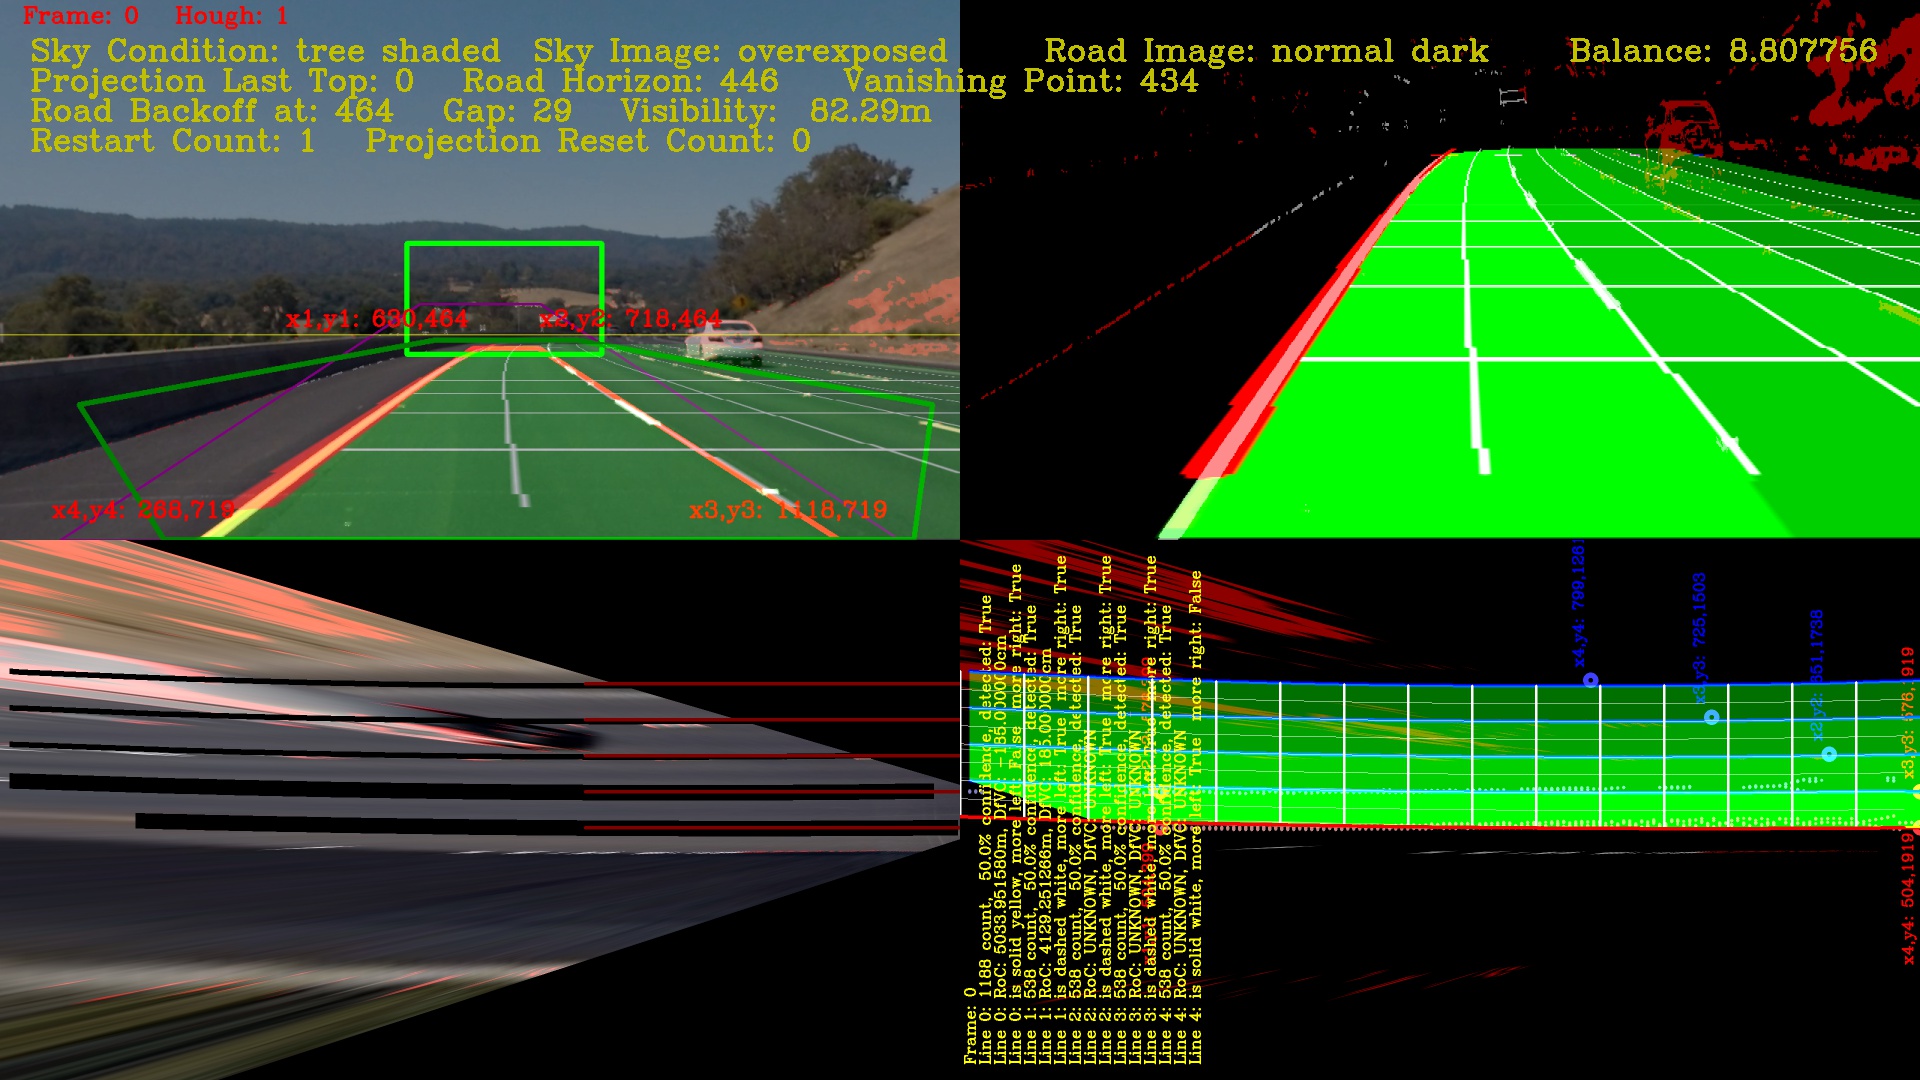 Frame: 0 Hough: 1
Sky Condition: tree shaded Sky Image: overexposed Road Image: normal dark Balance: 8.807756
Projection Last Top: 0 Road Horizon: 446 Vanishing Point: 434
Road Backoff at: 464 Gap: 29 Visibility: 82.29m
Restart Count: 1 Projection Reset Count: 0
x1,y1: 630,464 x2,y2: 718,464
x4,y4: 268,719 x3,y3: 1118,719
Frame: 0
Line 0: 1188 count, 50.0% confidence, detected: True
Line 0: RoC: 5033.951580m, DfVC: -185.000000cm
Line 0: is solid yellow, more left: False more right: True
Line 1: 538 count, 50.0% confidence, detected: True
Line 1: RoC: 4129.251266m, DfVC: 185.000000cm
Line 1: is dashed white, more left: True more right: True
Line 2: 538 count, 50.0% confidence, detected: True
Line 2: RoC: UNKNOWN, DfVC: UNKNOWN
Line 2: is dashed white, more left: True more right: True
Line 3: 538 count, 50.0% confidence, detected: True
Line 3: RoC: UNKNOWN, DfVC: UNKNOWN
Line 3: is dashed white, more left: True more right: True
Line 4: 538 count, 50.0% confidence, detected: True
Line 4: RoC: UNKNOWN, DfVC: UNKNOWN
Line 4: is solid white, more left: True more right: False
x4,y4: 799,1261
x3,y3: 725,1503
x2,y2: 651,1738
x3,y3: 576,1919
x4,y4: 504,1919